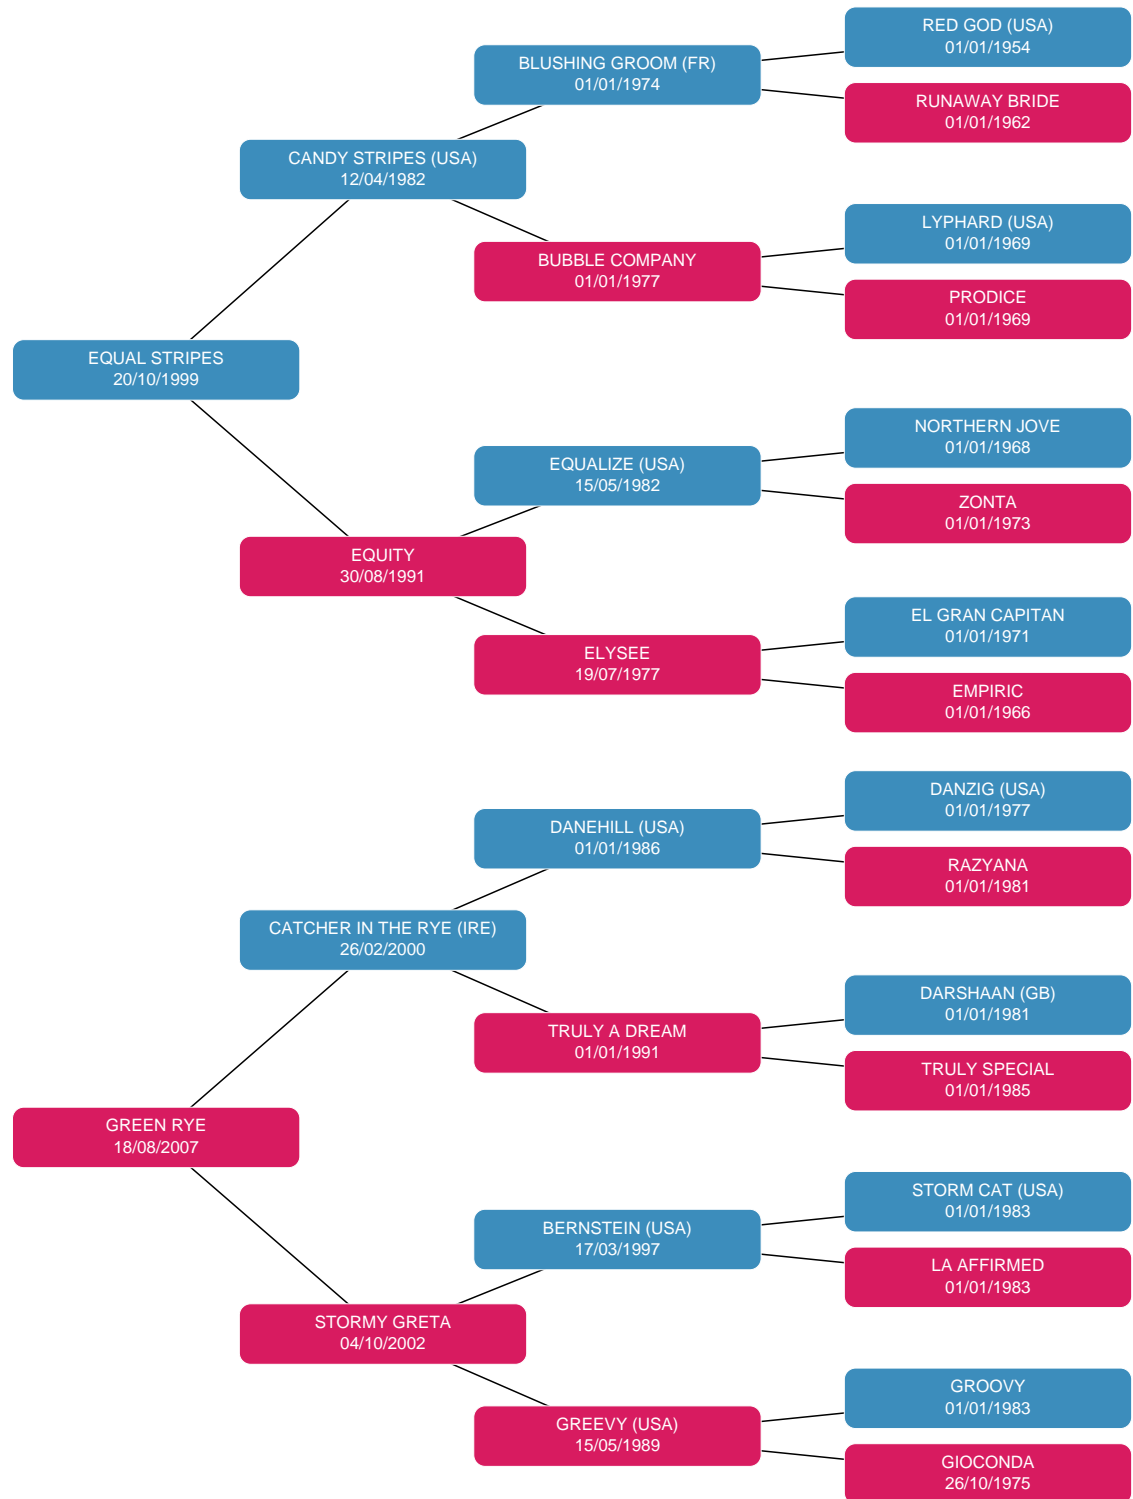 RED GOD (USA)
01/01/1954
BLUSHING GROOM (FR)
01/01/1974
RUNAWAY BRIDE
01/01/1962
CANDY STRIPES (USA)
12/04/1982
LYPHARD (USA)
01/01/1969
BUBBLE COMPANY
01/01/1977
PRODICE
01/01/1969
EQUAL STRIPES
20/10/1999
NORTHERN JOVE
01/01/1968
EQUALIZE (USA)
15/05/1982
ZONTA
01/01/1973
EQUITY
30/08/1991
EL GRAN CAPITAN
01/01/1971
ELYSEE
19/07/1977
EMPIRIC
01/01/1966
DANZIG (USA)
01/01/1977
DANEHILL (USA)
01/01/1986
RAZYANA
01/01/1981
CATCHER IN THE RYE (IRE)
26/02/2000
DARSHAAN (GB)
01/01/1981
TRULY A DREAM
01/01/1991
TRULY SPECIAL
01/01/1985
GREEN RYE
18/08/2007
STORM CAT (USA)
01/01/1983
BERNSTEIN (USA)
17/03/1997
LA AFFIRMED
01/01/1983
STORMY GRETA
04/10/2002
GROOVY
01/01/1983
GREEVY (USA)
15/05/1989
GIOCONDA
26/10/1975